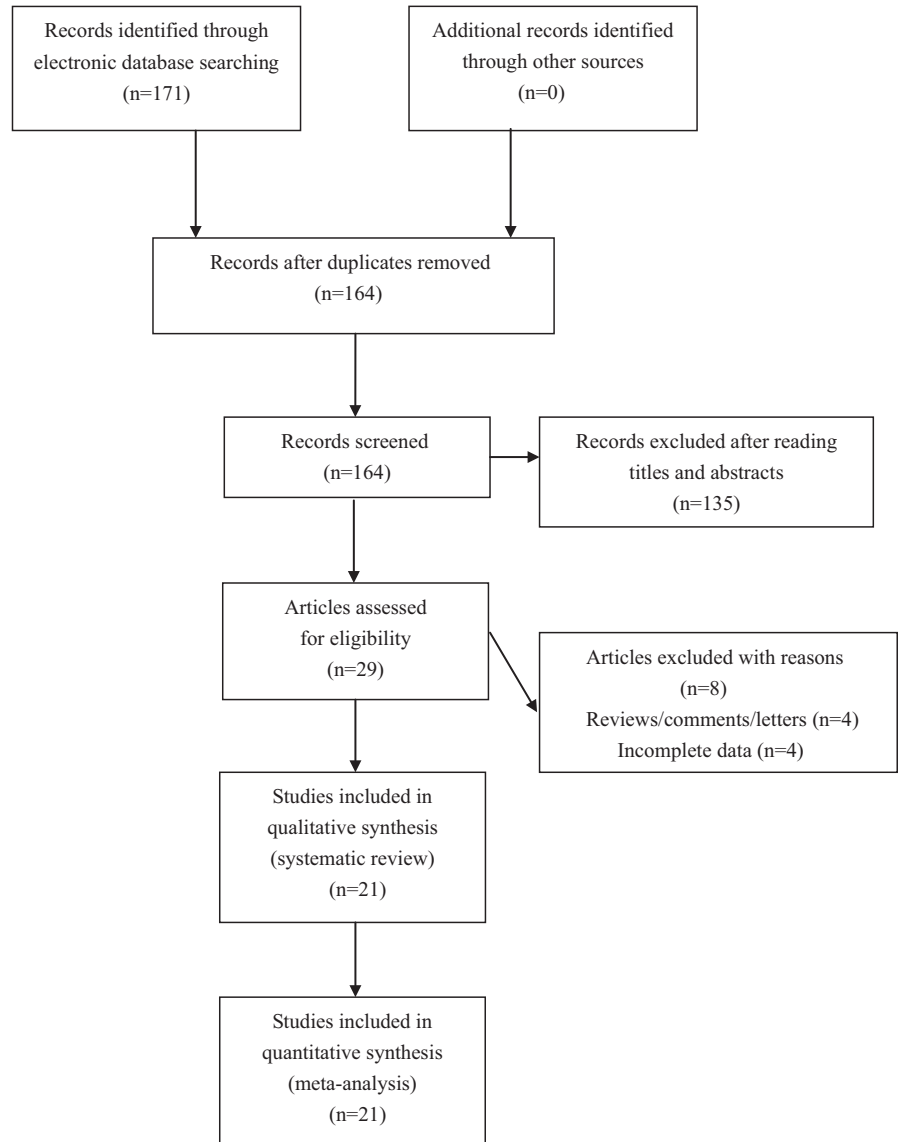 Records identified through
electronic database searching
(n=171)
Additional records identified
through other sources
(n=0)
Records after duplicates removed
(n=164)
Records screened
(n=164)
Records excluded after reading
titles and abstracts
(n=135)
Articles assessed
for eligibility
(n=29)
Articles excluded with reasons
(n=8)
Reviews/comments/letters (n=4)
Incomplete data (n=4)
Studies included in
qualitative synthesis
(systematic review)
(n=21)
Studies included in
quantitative synthesis
(meta-analysis)
(n=21)